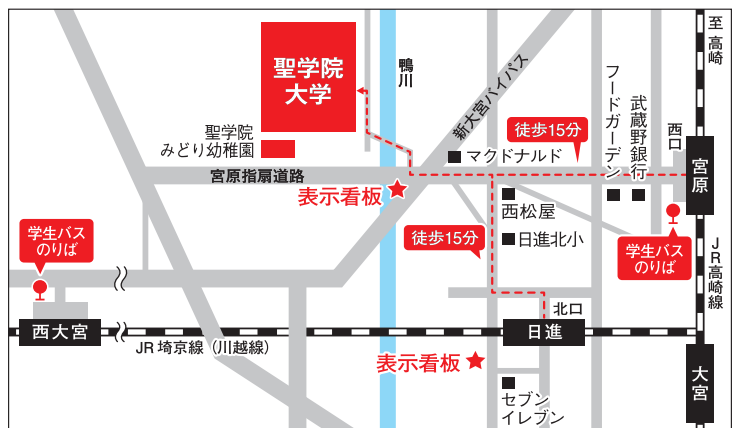 至 高崎
聖学院
大学
鴨川
新大宮バイパス
フードガーデン
武蔵野銀行
西口
徒歩15分
聖学院
みどり幼稚園
マクドナルド
宮原
宮原指扇道路
表示看板
西松屋
学生バス
のりば
徒歩15分
日進北小
学生バス
のりば
JR高崎線
北口
西大宮
日進
JR埼京線（川越線）
表示看板
大宮
セブン
イレブン